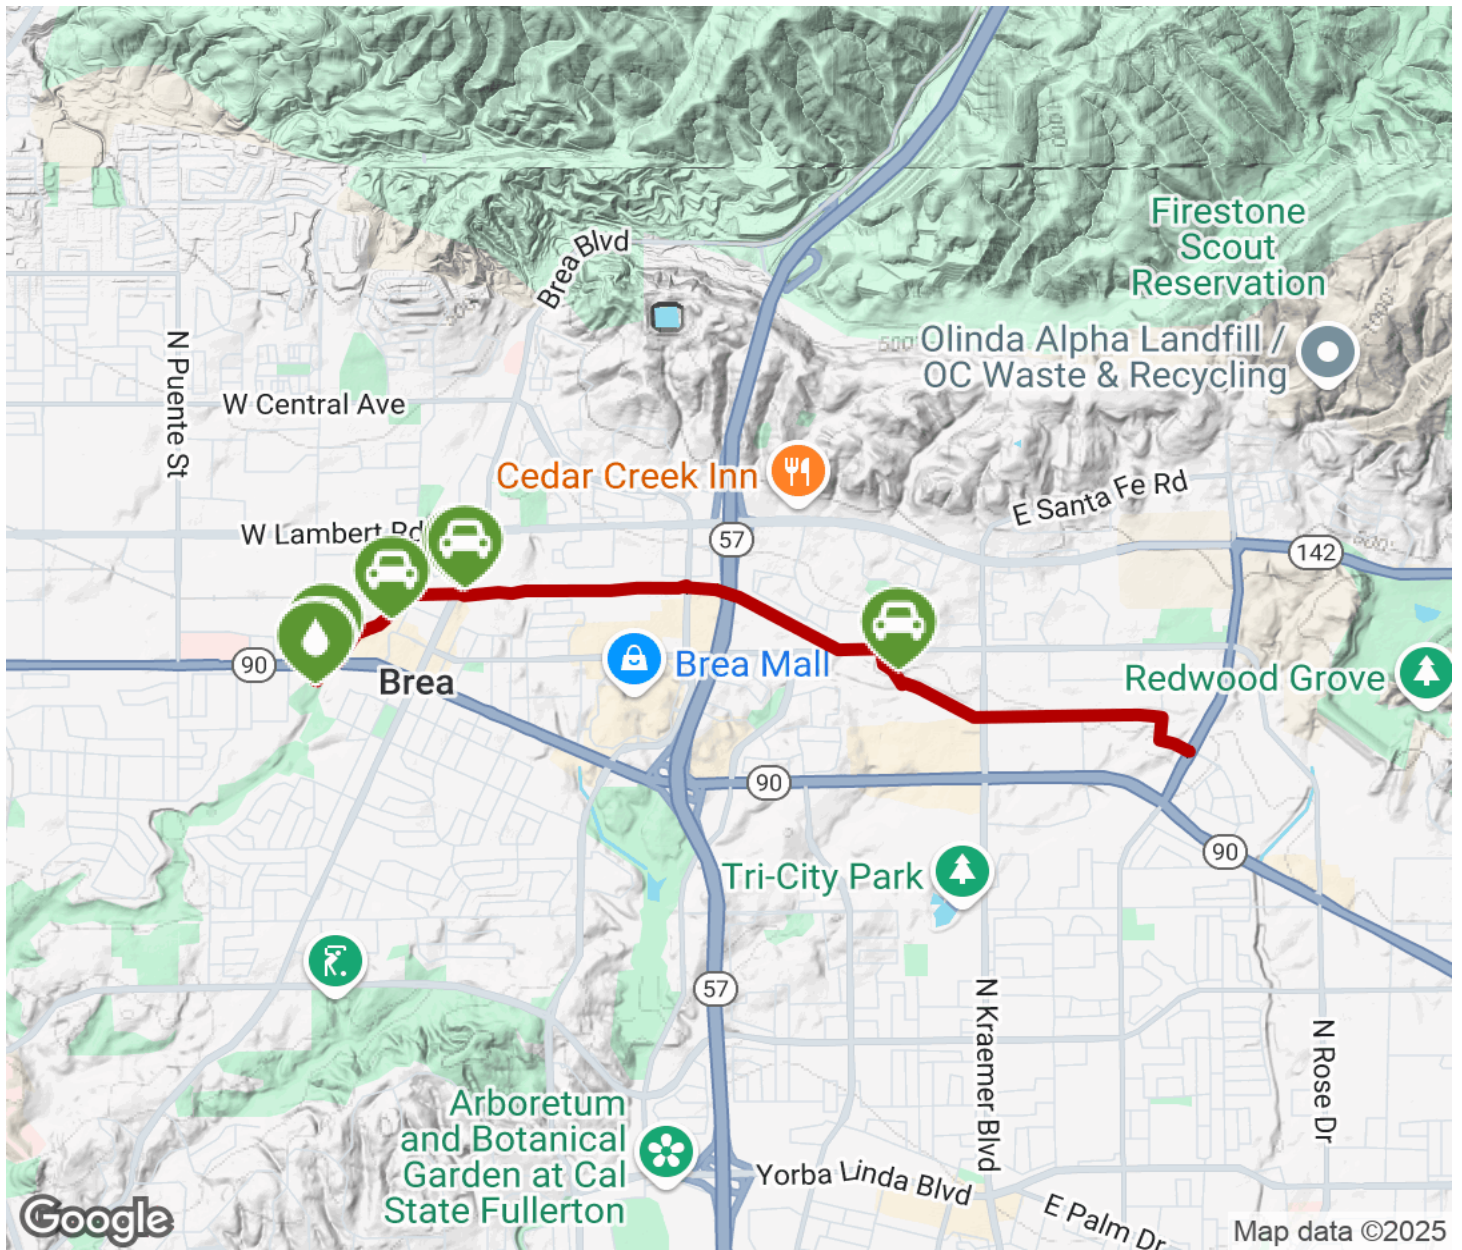 Firestone
Scout
Reservation
Brea Blvd
Olinda Alpha Landfill /
OC Waste & Recycling
500'
N Puente St
W Central Ave
Cedar Creek Inn
E Santa Fe Rd
W Lambert Rd
57
142
90
Brea
Brea Mall
Redwood Grove
90
90
Tri-City Park
57
N Kraemer Blvd
N Rose Dr
Arboretum
and Botanical
Garden at Cal
State Fullerton
Yorba Linda Blvd
E Palm Dr
Google
Map data ©2025